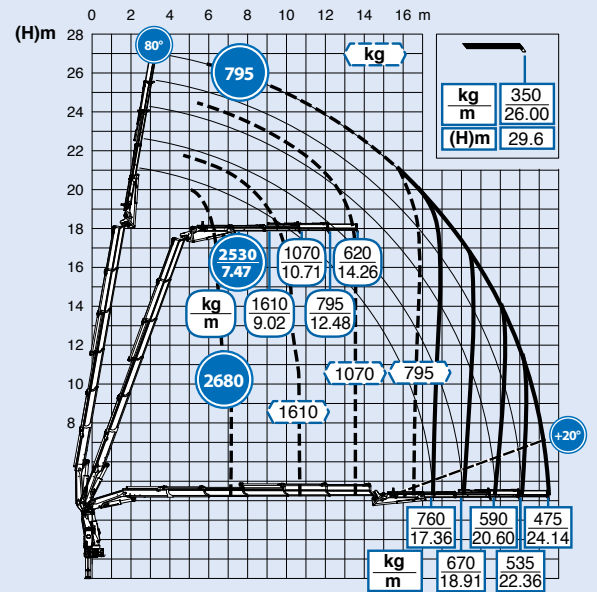 0 2 4 6 8 10 12 14 16 m
(H)m
28
80°
kg
26
795
kg 350
m 26.00
24
(H)m 29.6
22
20
18
2530 1070 620
7.47 10.71 14.26
16
kg 1610 795
m 9.02 12.48
14
12
2680
1070
795
10
1610
8
+20°
760 590 475
17.36 20.60 24.14
kg 670 535
m 18.91 22.36